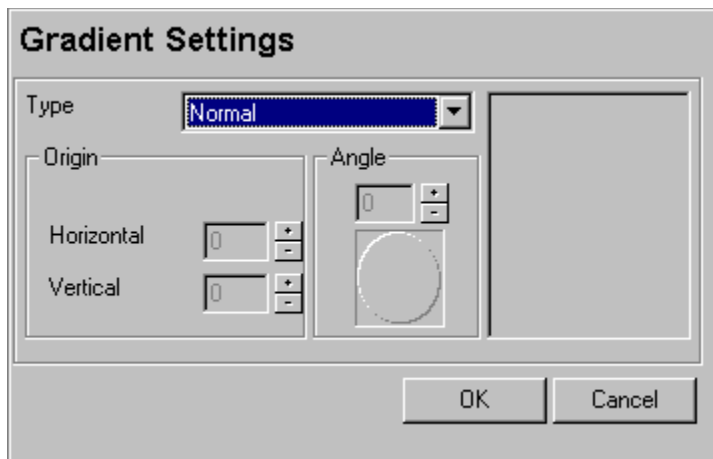 Gradient Settings
Type
Normal
Origin
Angle
0
+
-
Horizontal
0
+
-
Vertical
0
+
-
OK
Cancel